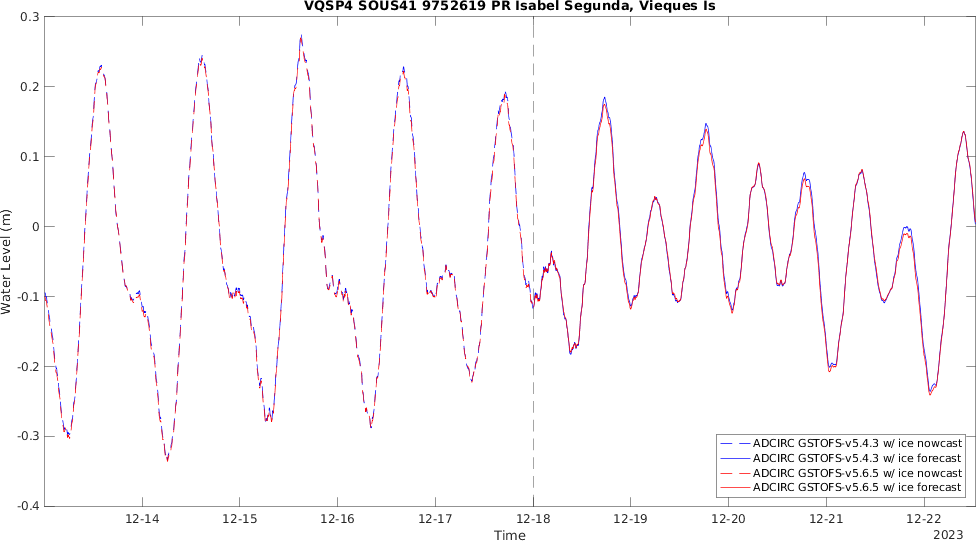 VQSP4 SOUS41 9752619 PR Isabel Segunda, Vieques Is
0.3
0.2
0.1
0
-0.1
-0.2
-0.3
-0.4
Water Level (m)
ADCIRC GSTOFS-v5.4.3 w/ ice nowcast
ADCIRC GSTOFS-v5.4.3 w/ ice forecast
ADCIRC GSTOFS-v5.6.5 w/ ice nowcast
ADCIRC GSTOFS-v5.6.5 w/ ice forecast
12-14 12-15 12-16 12-17 12-18 12-19 12-20 12-21 12-22
Time 2023